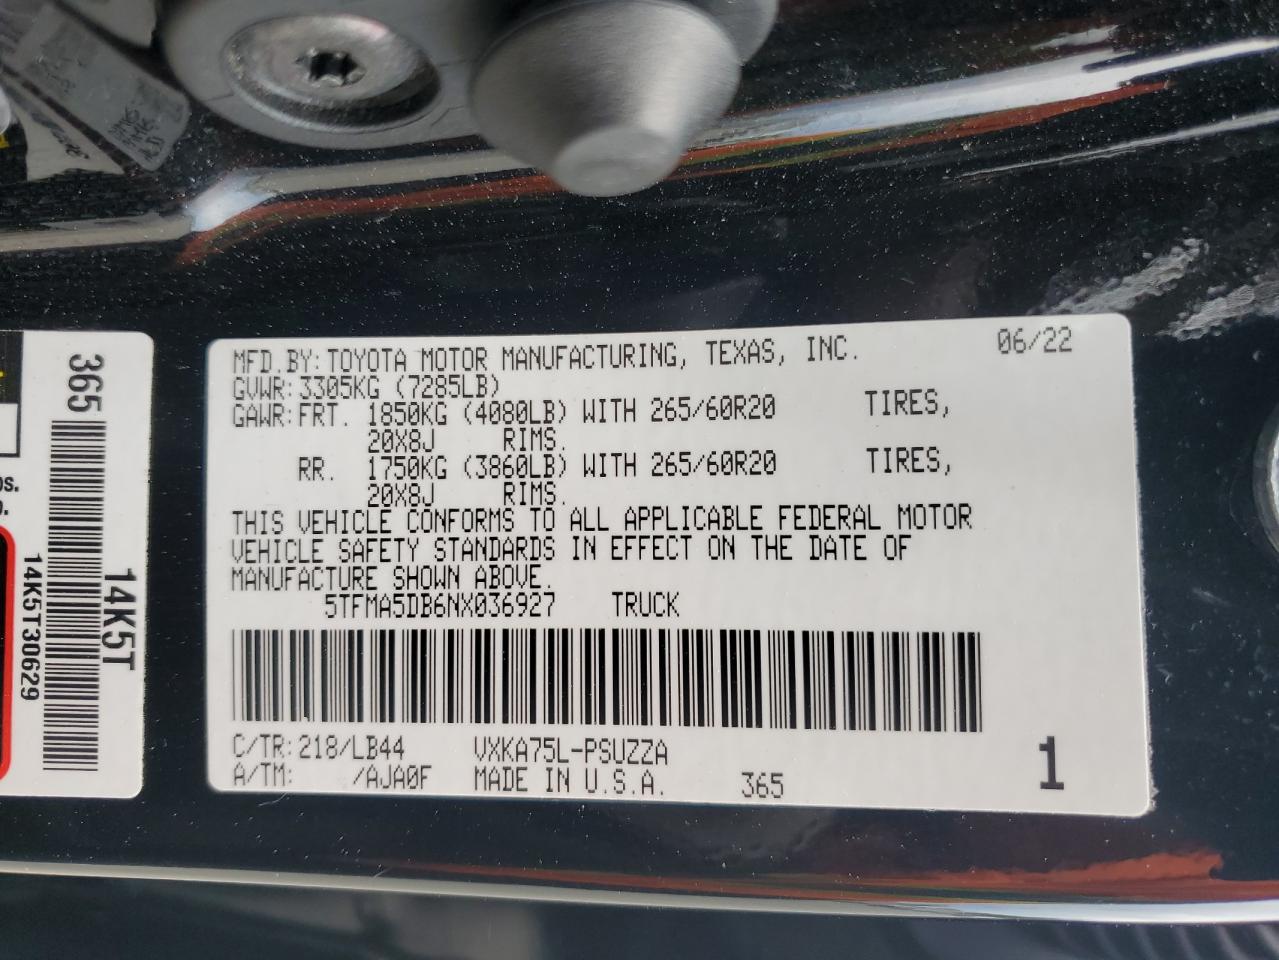 MFD.BY:TOYOTA MOTOR MANUFACTURING, TEXAS, INC. 06/22
GVWR:3305KG (7285LB)
GAWR:FRT. 1850KG (4080LB) WITH 265/60R20 TIRES,
20X8J RIMS.
RR. 1750KG (3860LB) WITH 265/60R20 TIRES,
20X8J RIMS.
THIS VEHICLE CONFORMS TO ALL APPLICABLE FEDERAL MOTOR
VEHICLE SAFETY STANDARDS IN EFFECT ON THE DATE OF
MANUFACTURE SHOWN ABOVE.
5TFMA5DB6NX036927 TRUCK
C/TR:218/LB44 VXKA75L-PSUZZA
A/TM: /AJA0F MADE IN U.S.A. 365 1
365
14K5T
14K5T30629